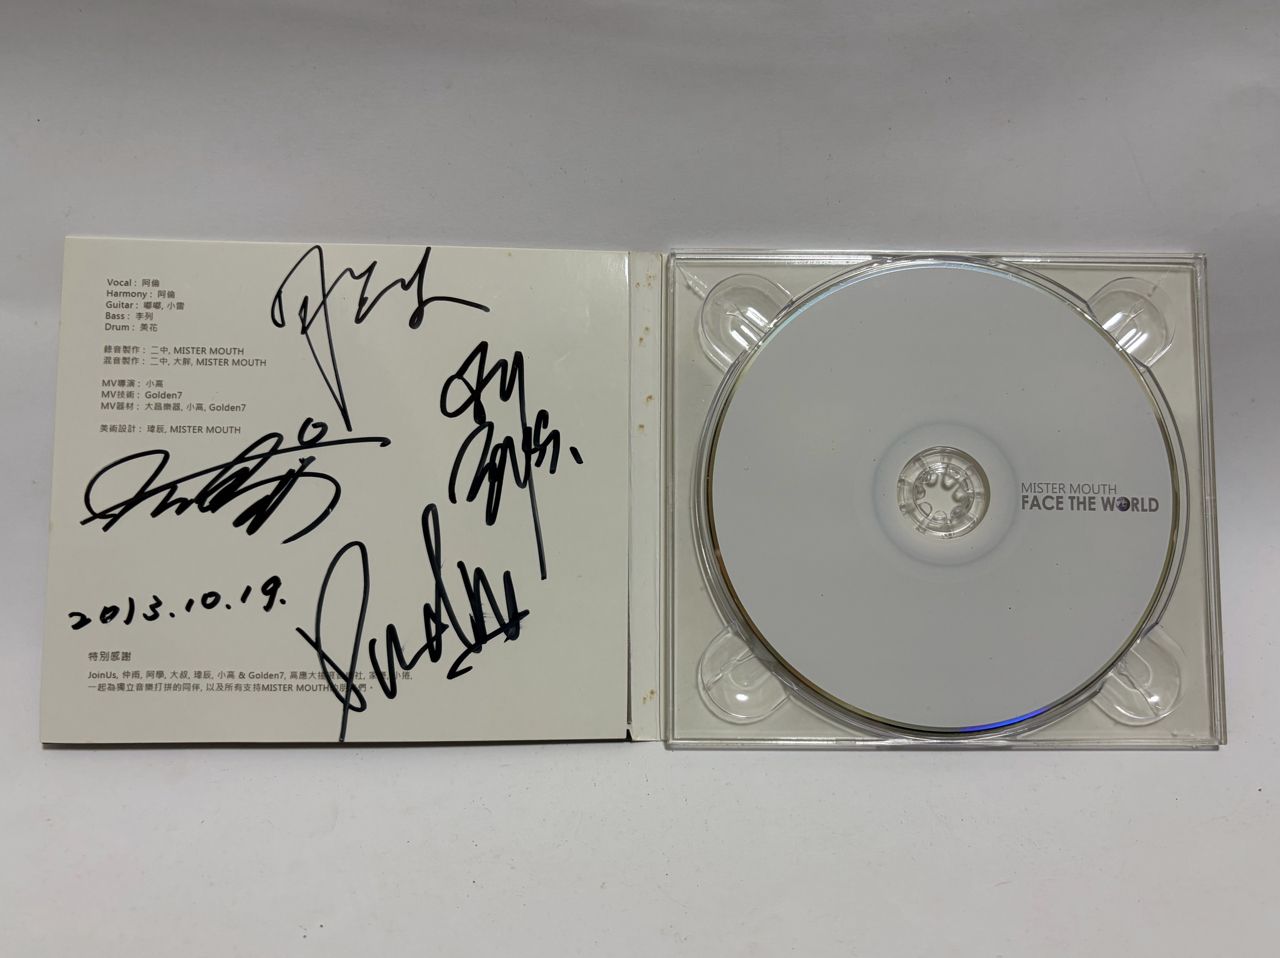 Vocal : 阿倫
Harmony : 阿倫
Guitar : 嘟嘟, 小雷
Bass : 李列
Drum : 美花
錄音製作 : 二中, MISTER MOUTH
混音製作 : 二中, 大胖, MISTER MOUTH
MV導演 : 小高
MV技術 : Golden7
MV器材 : 大昌樂器, 小高, Golden7
美術設計 : 瑋辰, MISTER MOUTH
2013.10.19.
特別感謝
JoinUs, 仲甫, 阿學, 大叔, 瑋辰, 小高 & Golden7, 高應大
一起為獨立音樂打拼的同伴, 以及所有支持MISTER MOUTH
MISTER MOUTH
FACE THE WORLD